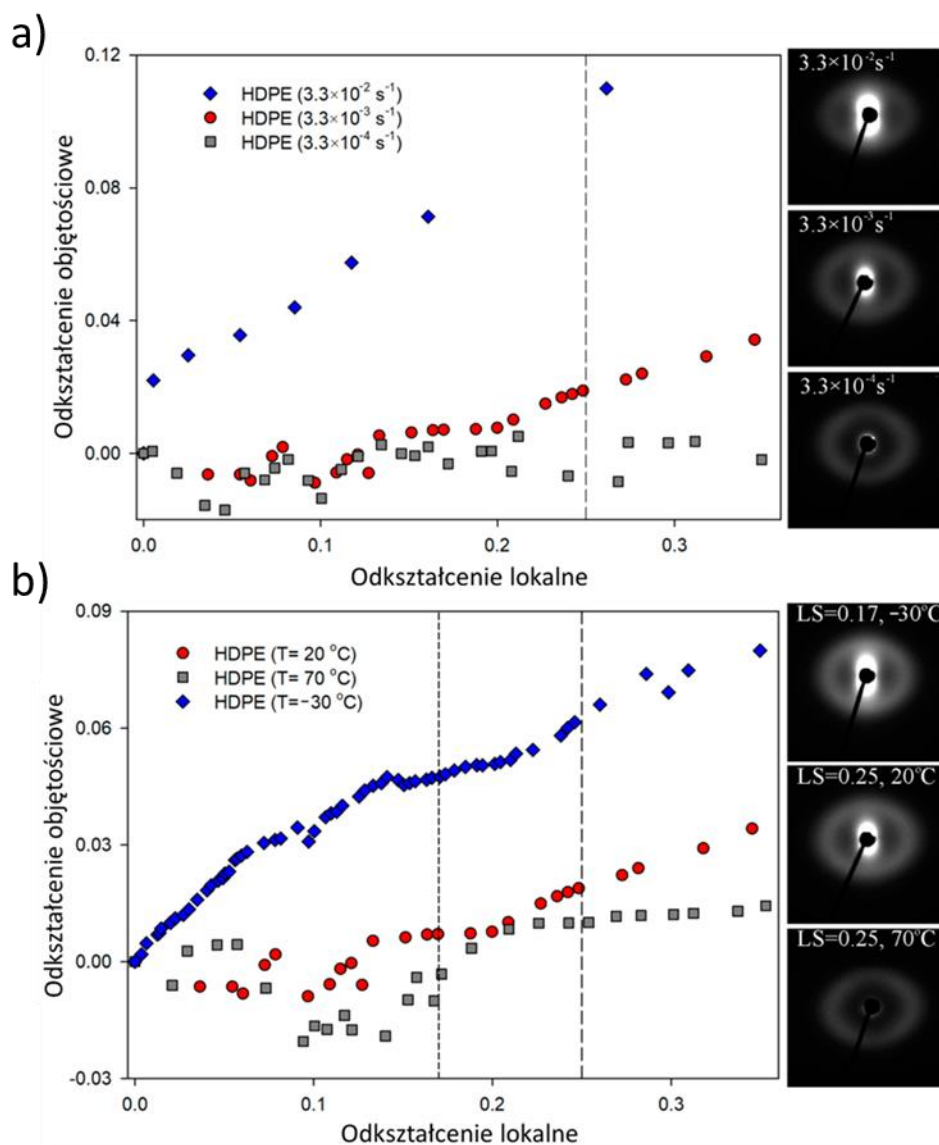 a)
0.12
0.08
0.04
0.00
Odkształcenie objętościowe
HDPE (3.3×10⁻² s⁻¹)
HDPE (3.3×10⁻³ s⁻¹)
HDPE (3.3×10⁻⁴ s⁻¹)
0.0 0.1 0.2 0.3
Odkształcenie lokalne
3.3×10⁻²s⁻¹
3.3×10⁻³s⁻¹
3.3×10⁻⁴s⁻¹
b)
0.09
0.06
0.03
0.00
-0.03
Odkształcenie objętościowe
HDPE (T= 20 °C)
HDPE (T= 70 °C)
HDPE (T= −30 °C)
0.0 0.1 0.2 0.3
Odkształcenie lokalne
LS=0.17, −30°C
LS=0.25, 20°C
LS=0.25, 70°C